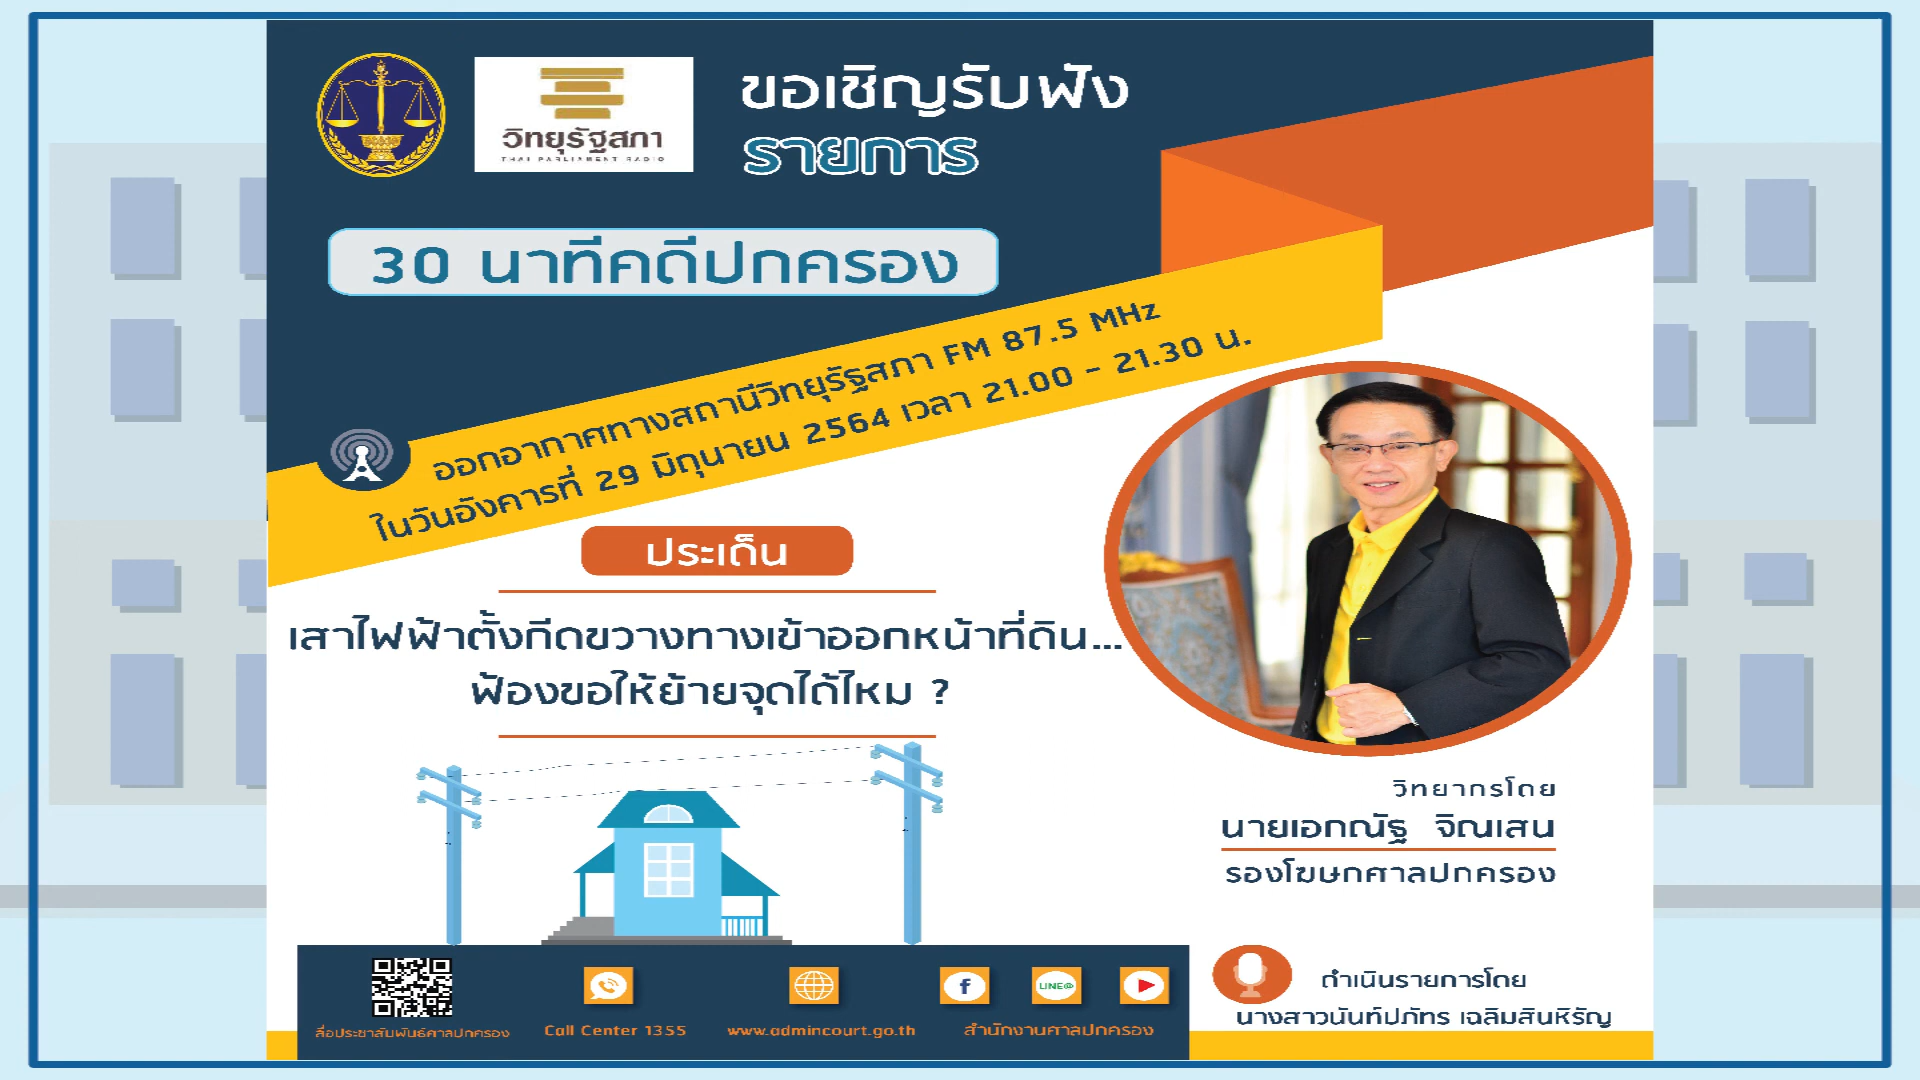 วิทยุรัฐสภา
THAI PARLIAMENT RADIO
ขอเชิญรับฟัง
รายการ
30 นาทีคดีปกครอง
ออกอากาศทางสถานีวิทยุรัฐสภา FM 87.5 MHz
ในวันอังคารที่ 29 มิถุนายน 2564 เวลา 21.00 - 21.30 น.
ประเด็น
เสาไฟฟ้าตั้งกีดขวางทางเข้าออกหน้าที่ดิน...
ฟ้องขอให้ย้ายจุดได้ไหม ?
วิทยากรโดย
นายเอกณัฐ จิณเสน
รองโฆษกศาลปกครอง
ดำเนินรายการโดย
นางสาวนันท์ปภัทร เฉลิมสินหิรัญ
สื่อประชาสัมพันธ์ศาลปกครอง
Call Center 1355
www.admincourt.go.th
f
LINE@
สำนักงานศาลปกครอง